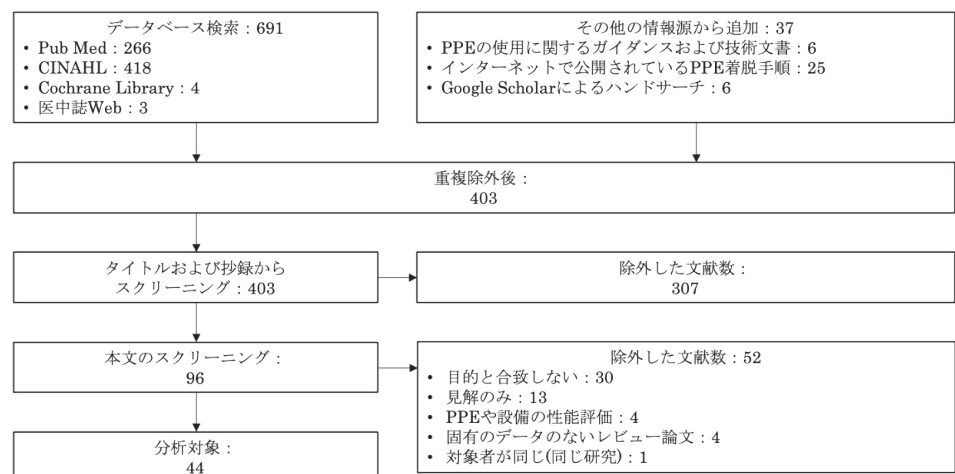 データベース検索：691
• Pub Med：266
• CINAHL：418
• Cochrane Library：4
• 医中誌Web：3
その他の情報源から追加：37
• PPEの使用に関するガイダンスおよび技術文書：6
• インターネットで公開されているPPE着脱手順：25
• Google Scholarによるハンドサーチ：6
重複除外後：
403
タイトルおよび抄録から
スクリーニング：403
除外した文献数：
307
本文のスクリーニング：
96
除外した文献数：52
• 目的と合致しない：30
• 見解のみ：13
• PPEや設備の性能評価：4
• 固有のデータのないレビュー論文：4
• 対象者が同じ(同じ研究)：1
分析対象：
44